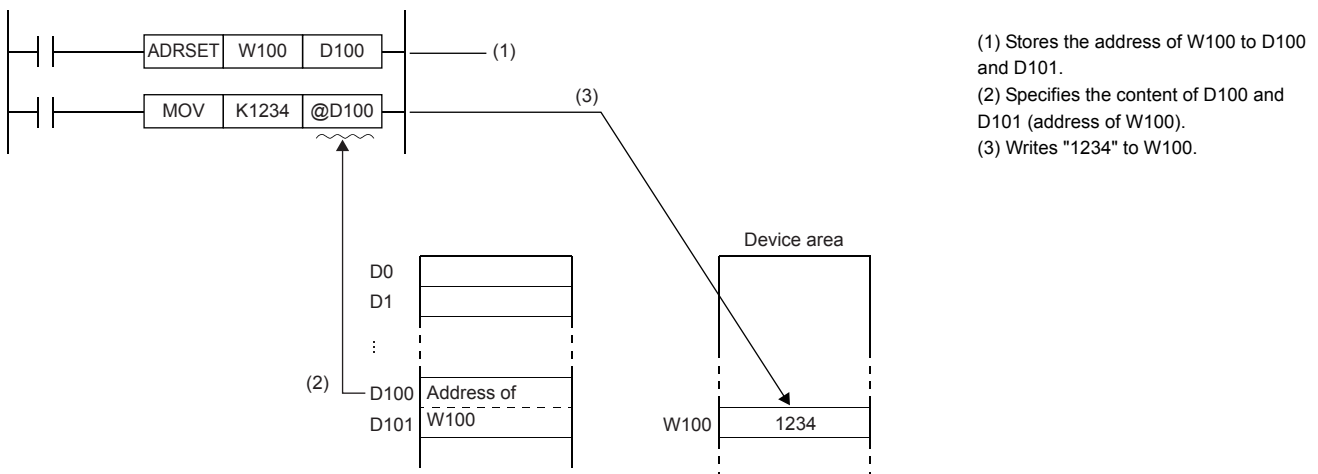 ADRSET W100 D100 (1)
MOV K1234 @D100 (3)
(1) Stores the address of W100 to D100
and D101.
(2) Specifies the content of D100 and
D101 (address of W100).
(3) Writes "1234" to W100.
Device area
D0
D1
⋮
(2) D100 Address of
D101 W100
W100 1234